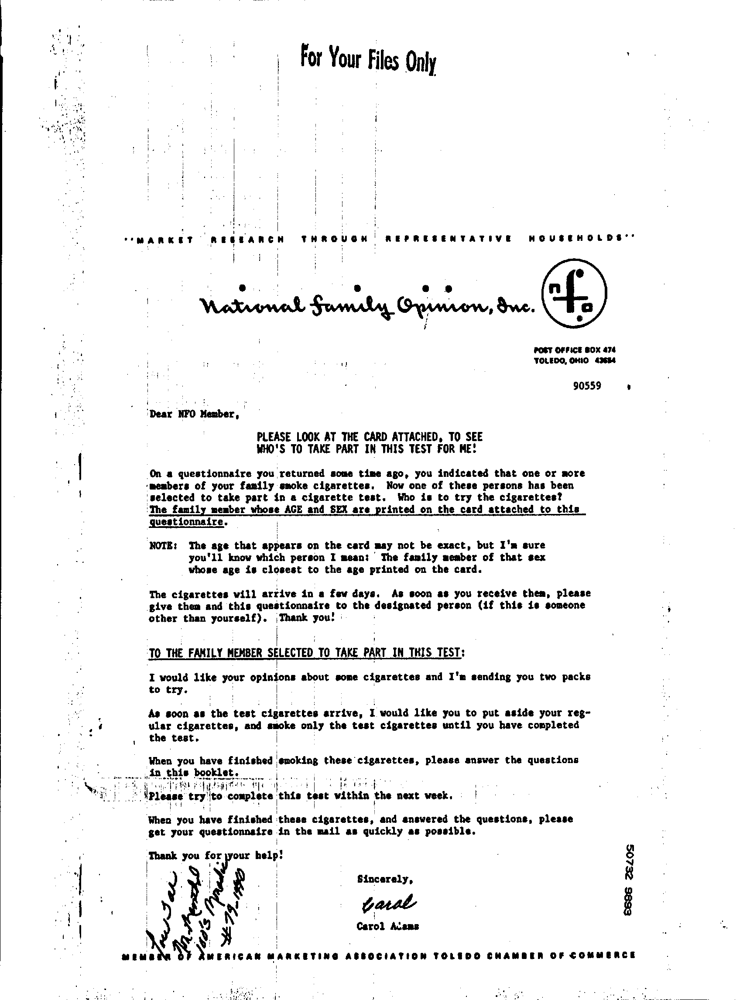 For Your Files Only
"MARKET RESEARCH THROUGH REPRESENTATIVE HOUSEHOLDS"
National Family Opinion, Inc.
nfo
POST OFFICE BOX 474
TOLEDO, OHIO 43654
90559
Dear NFO Member,
PLEASE LOOK AT THE CARD ATTACHED, TO SEE
WHO'S TO TAKE PART IN THIS TEST FOR ME!
On a questionnaire you returned some time ago, you indicated that one or more
members of your family smoke cigarettes. Now one of these persons has been
selected to take part in a cigarette test. Who is to try the cigarettes?
The family member whose AGE and SEX are printed on the card attached to this
questionnaire.
NOTE: The age that appears on the card may not be exact, but I'm sure
you'll know which person I mean: The family member of that sex
whose age is closest to the age printed on the card.
The cigarettes will arrive in a few days. As soon as you receive them, please
give them and this questionnaire to the designated person (if this is someone
other than yourself). Thank you!
TO THE FAMILY MEMBER SELECTED TO TAKE PART IN THIS TEST:
I would like your opinions about some cigarettes and I'm sending you two packs
to try.
As soon as the test cigarettes arrive, I would like you to put aside your reg-
ular cigarettes, and smoke only the test cigarettes until you have completed
the test.
When you have finished smoking these cigarettes, please answer the questions
in this booklet.
Please try to complete this test within the next week.
When you have finished these cigarettes, and answered the questions, please
get your questionnaire in the mail as quickly as possible.
Thank you for your help!
Sincerely,
Carol
Carol Adams
Low Tar
100's
MEMBER OF AMERICAN MARKETING ASSOCIATION TOLEDO CHAMBER OF COMMERCE
50732 9893